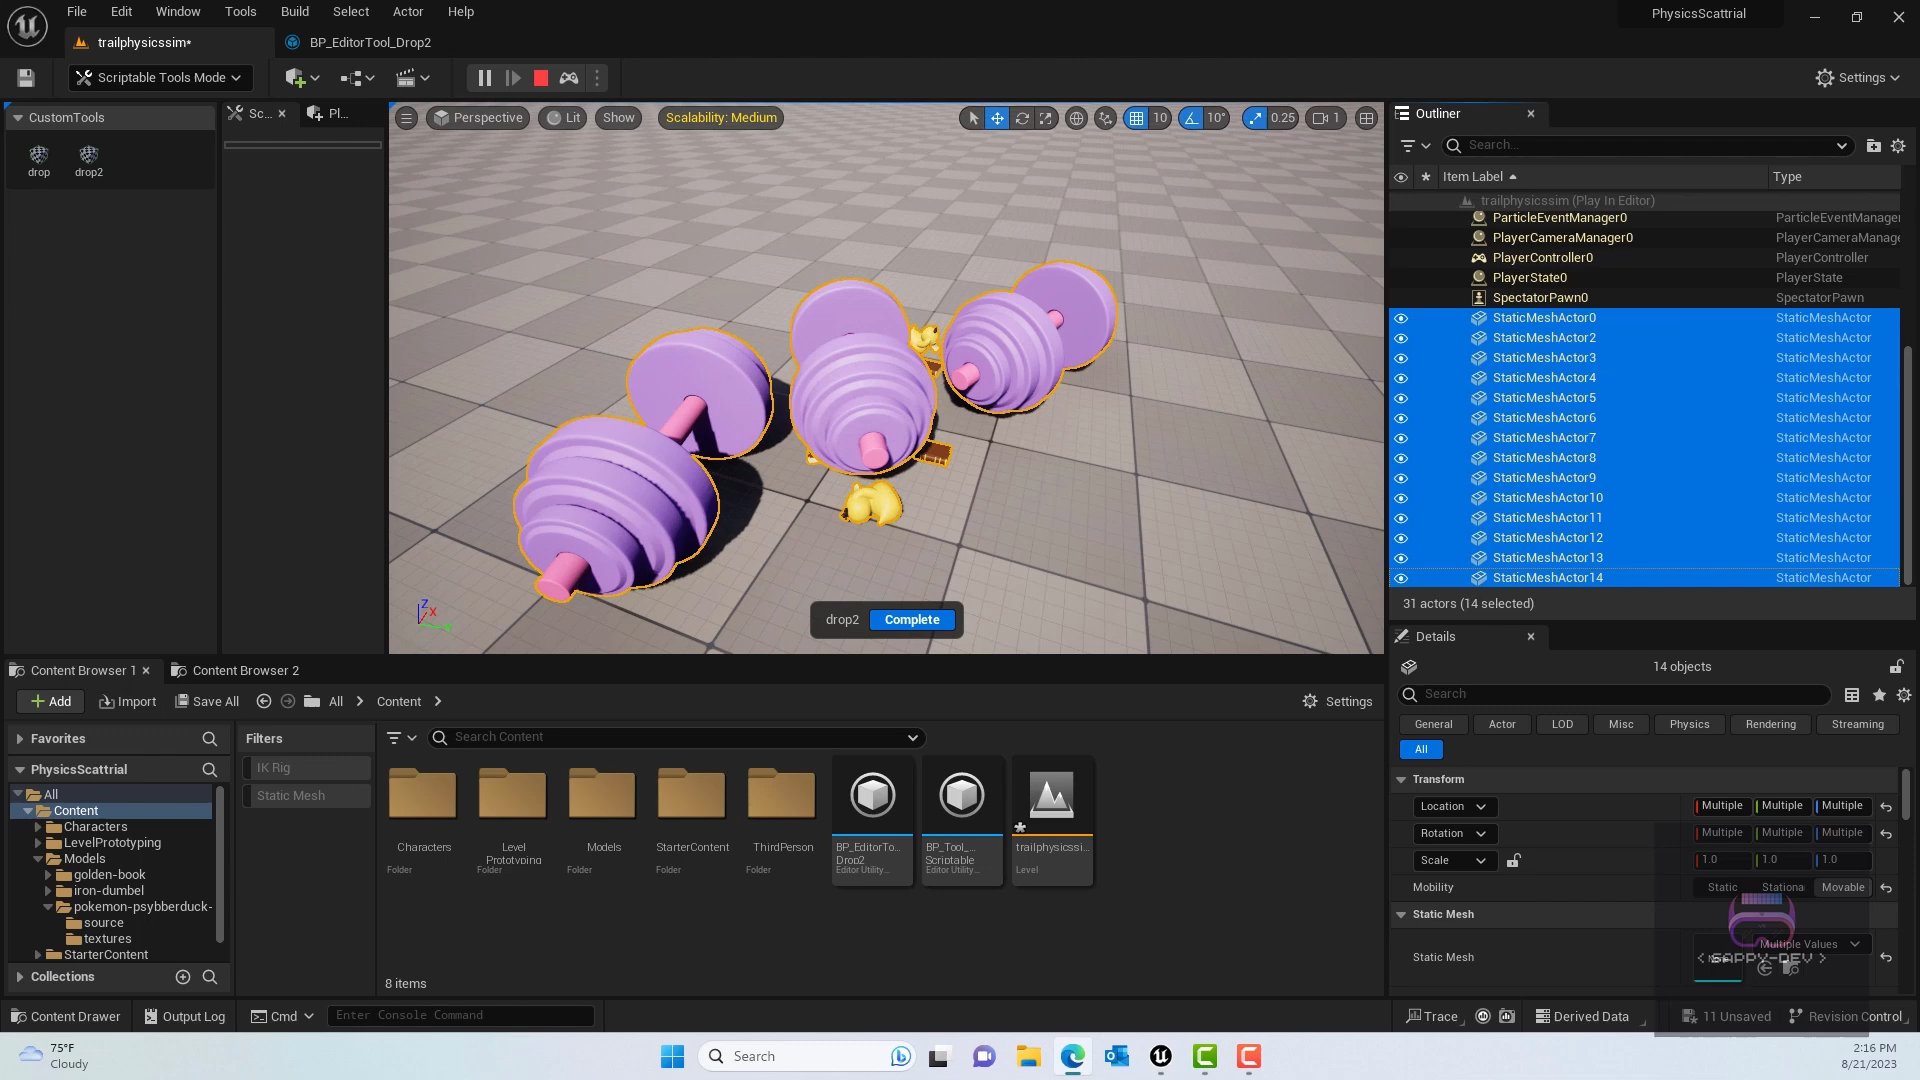 File Edit Window Tools Build Select Actor Help
PhysicsScattrial
trailphysicssim*
BP_EditorTool_Drop2
Scriptable Tools Mode
Settings
CustomTools
drop
drop2
Sc...
Pl...
Perspective
Lit
Show
Scalability: Medium
10
10°
0.25
1
Z
X
Y
drop2
Complete
Outliner
Search...
Item Label
Type
trailphysicssim (Play In Editor)
ParticleEventManager0 ParticleEventManager
PlayerCameraManager0 PlayerCameraManage
PlayerController0 PlayerController
PlayerState0 PlayerState
SpectatorPawn0 SpectatorPawn
StaticMeshActor0 StaticMeshActor
StaticMeshActor2 StaticMeshActor
StaticMeshActor3 StaticMeshActor
StaticMeshActor4 StaticMeshActor
StaticMeshActor5 StaticMeshActor
StaticMeshActor6 StaticMeshActor
StaticMeshActor7 StaticMeshActor
StaticMeshActor8 StaticMeshActor
StaticMeshActor9 StaticMeshActor
StaticMeshActor10 StaticMeshActor
StaticMeshActor11 StaticMeshActor
StaticMeshActor12 StaticMeshActor
StaticMeshActor13 StaticMeshActor
StaticMeshActor14 StaticMeshActor
31 actors (14 selected)
Details
14 objects
Search
General Actor LOD Misc Physics Rendering Streaming
All
Transform
Location Multiple Multiple Multiple
Rotation Multiple Multiple Multiple
Scale 1.0 1.0 1.0
Mobility Static Stationa Movable
Static Mesh
Static Mesh
Multiple Values
< SAPPY-DEV >
Content Browser 1
Content Browser 2
Add
Import
Save All
All
Content
Settings
Favorites
PhysicsScattrial
All
Content
Characters
LevelPrototyping
Models
golden-book
iron-dumbel
pokemon-psybberduck-
source
textures
StarterContent
Collections
Filters
IK Rig
Static Mesh
Search Content
Characters
Folder
Level
Prototyping
Folder
Models
Folder
StarterContent
Folder
ThirdPerson
Folder
BP_EditorTo...
Drop2
Editor Utility...
BP_Tool_...
Scriptable
Editor Utility...
trailphysicssi...
Level
8 items
Content Drawer
Output Log
Cmd
Enter Console Command
Trace
Derived Data
11 Unsaved
Revision Control
75°F
Cloudy
Search
2:16 PM
8/21/2023